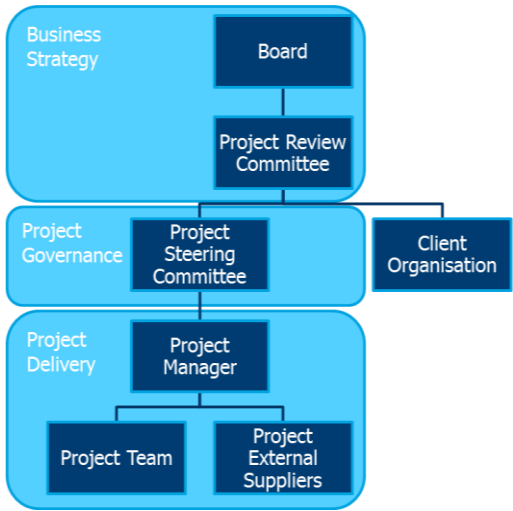 Business
Strategy
Board
Project Review
Committee
Project
Governance
Project
Steering
Committee
Client
Organisation
Project
Delivery
Project
Manager
Project Team
Project
External
Suppliers